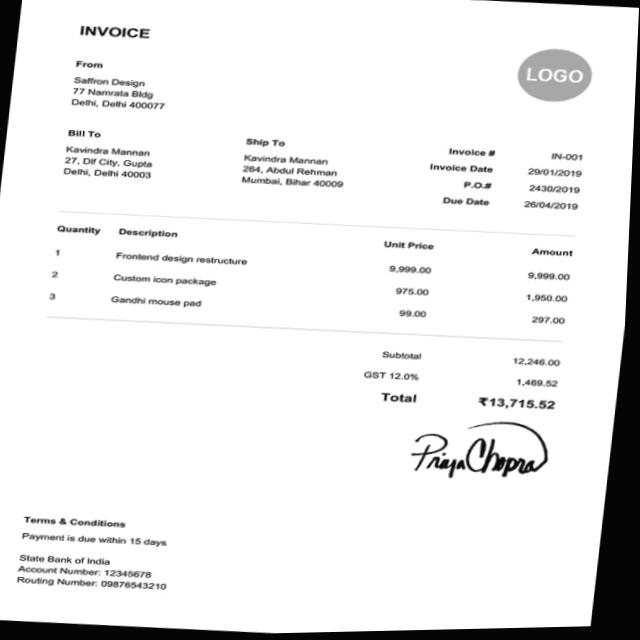 INVOICE
LOGO
From
Saffron Design
77 Namrata Bldg
Delhi, Delhi 400077
Bill To
Kavindra Mannan
27, Dlf City, Gupta
Delhi, Delhi 40003
Ship To
Kavindra Mannan
264, Abdul Rehman
Mumbai, Bihar 40009
Invoice # IN-001
Invoice Date 29/01/2019
P.O.# 2430/2019
Due Date 26/04/2019
Quantity Description Unit Price Amount
1 Frontend design restructure 9,999.00 9,999.00
2 Custom icon package 975.00 1,950.00
3 Gandhi mouse pad 99.00 297.00
Subtotal 12,246.00
GST 12.0% 1,469.52
Total ₹13,715.52
Priya Chopra
Terms & Conditions
Payment is due within 15 days
State Bank of India
Account Number: 12345678
Routing Number: 09876543210